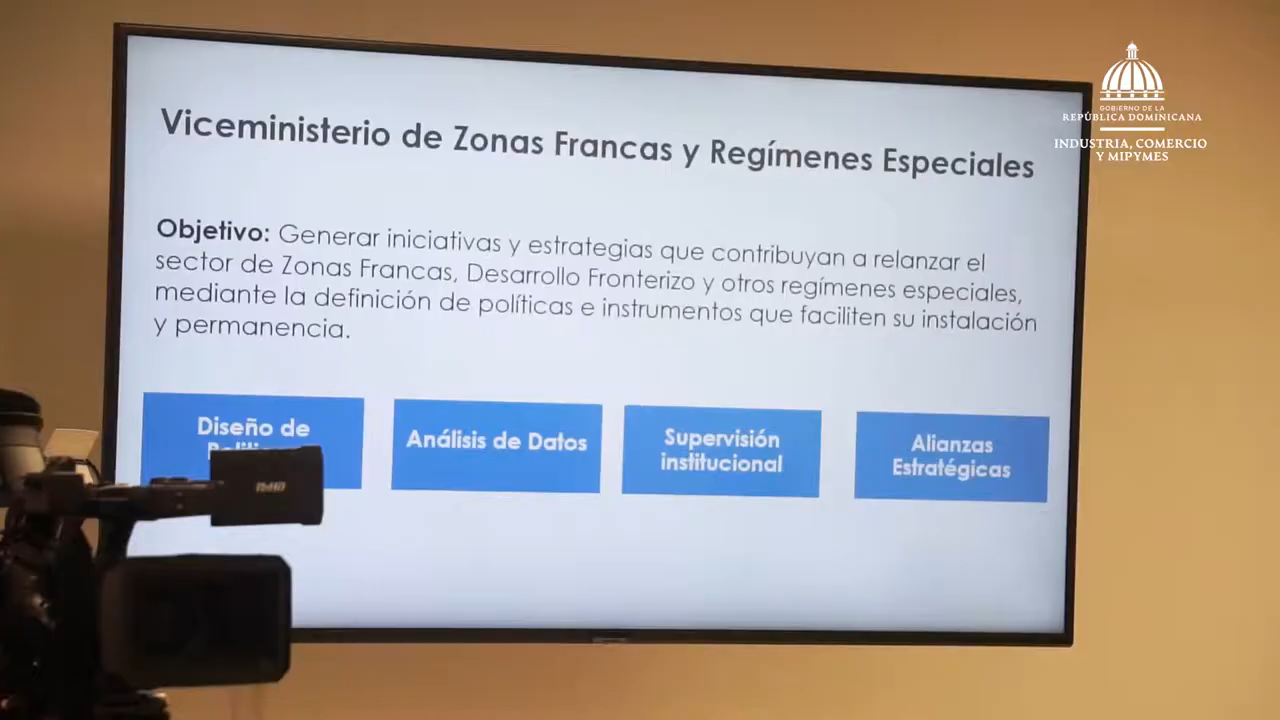 GOBIERNO DE LA
REPÚBLICA DOMINICANA
INDUSTRIA, COMERCIO
Y MIPYMES
Viceministerio de Zonas Francas y Regímenes Especiales
Objetivo: Generar iniciativas y estrategias que contribuyan a relanzar el
sector de Zonas Francas, Desarrollo Fronterizo y otros regímenes especiales,
mediante la definición de políticas e instrumentos que faciliten su instalación
y permanencia.
Diseño de
Análisis de Datos
Supervisión
institucional
Alianzas
Estratégicas